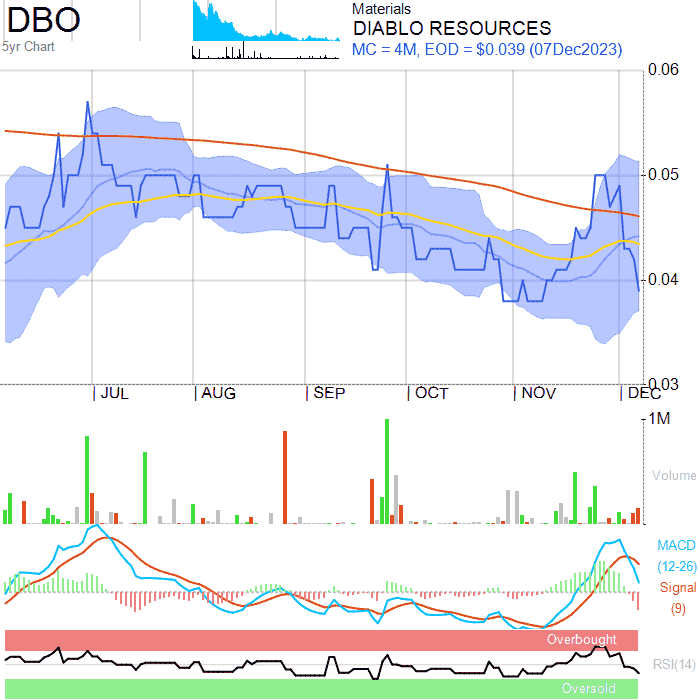 DBO
5yr Chart
Materials
DIABLO RESOURCES
MC = 4M, EOD = $0.039 (07Dec2023)
0.06
0.05
0.04
0.03
JUL AUG SEP OCT NOV DEC
1M
Volume
MACD
(12-26)
Signal
(9)
Overbought
RSI(14)
Oversold